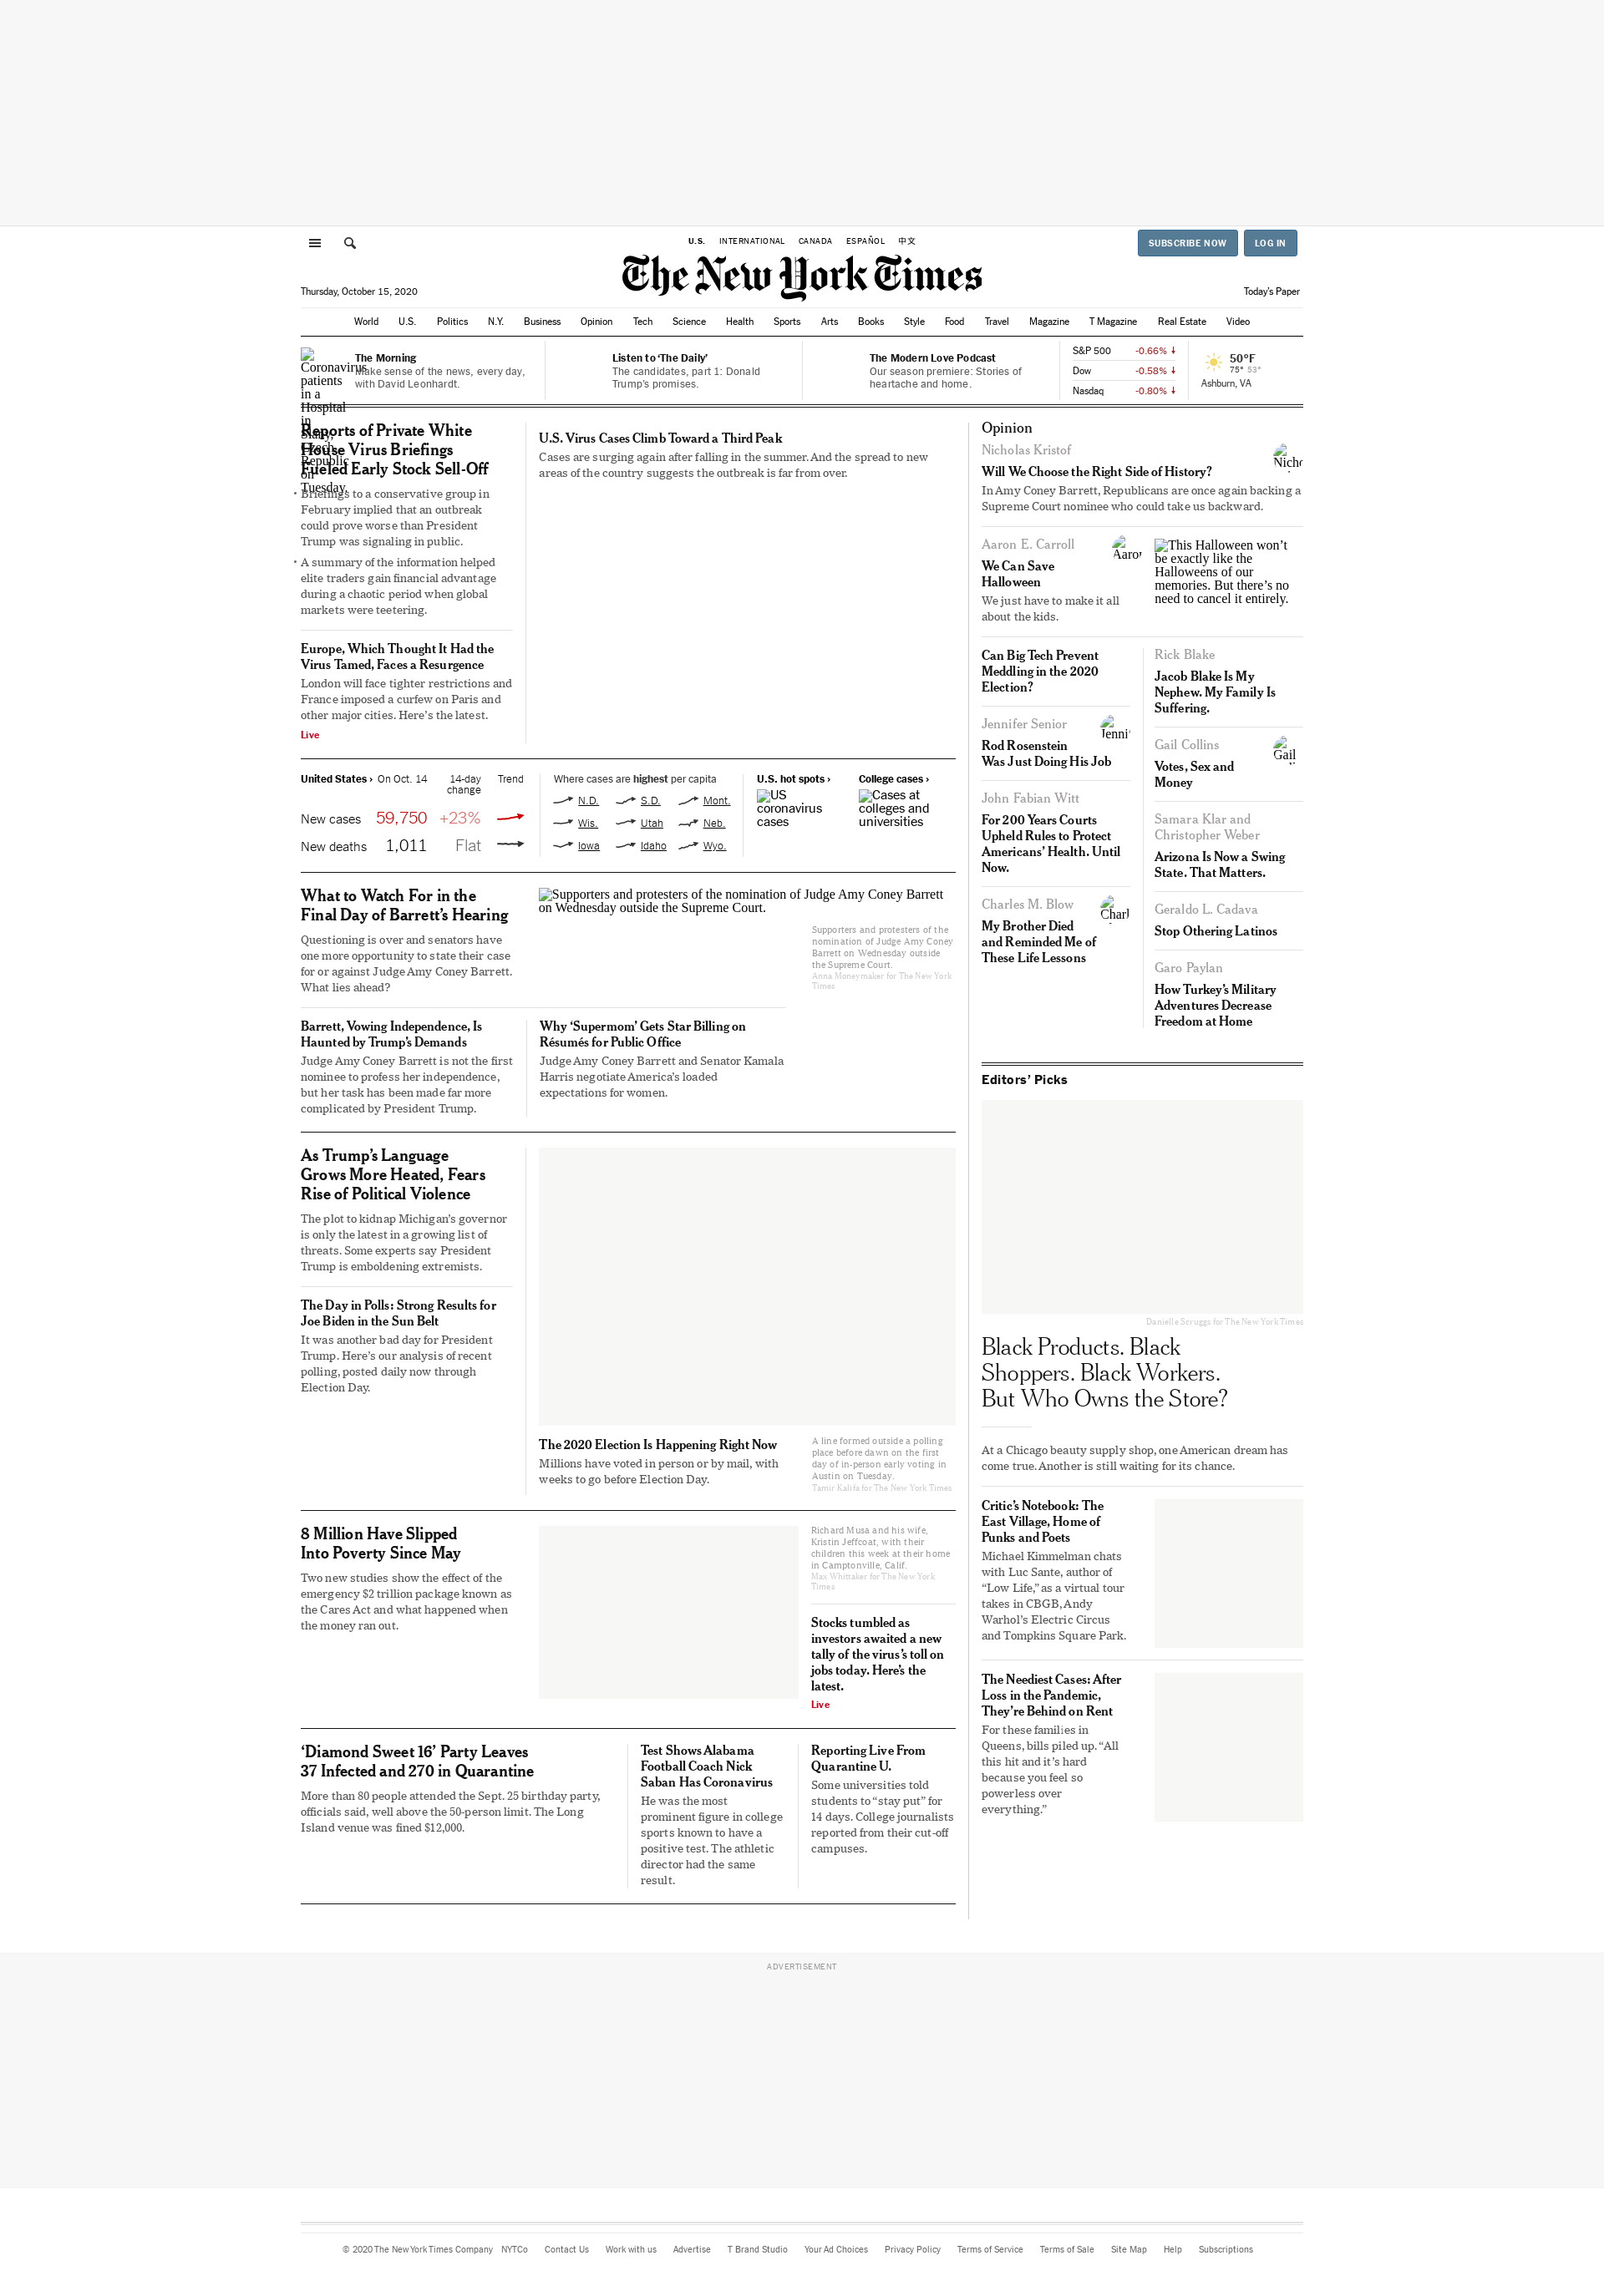 U.S. INTERNATIONAL CANADA ESPAÑOL 中文
SUBSCRIBE NOW LOG IN
The New York Times
Thursday, October 15, 2020
Today's Paper
World U.S. Politics N.Y. Business Opinion Tech Science Health Sports Arts Books Style Food Travel Magazine T Magazine Real Estate Video
Coronavirus
patients
in a
Hospital
in
Slany,
Czech
Republic
on
Tuesday.
The Morning
Make sense of the news, every day,
with David Leonhardt.
Listen to ‘The Daily’
The candidates, part 1: Donald
Trump’s promises.
The Modern Love Podcast
Our season premiere: Stories of
heartache and home.
S&P 500 -0.66% ↓
Dow -0.58% ↓
Nasdaq -0.80% ↓
50°F
75° 53°
Ashburn, VA
Reports of Private White
House Virus Briefings
Fueled Early Stock Sell-Off
• Briefings to a conservative group in
February implied that an outbreak
could prove worse than President
Trump was signaling in public.
• A summary of the information helped
elite traders gain financial advantage
during a chaotic period when global
markets were teetering.
Europe, Which Thought It Had the
Virus Tamed, Faces a Resurgence
London will face tighter restrictions and
France imposed a curfew on Paris and
other major cities. Here’s the latest.
Live
U.S. Virus Cases Climb Toward a Third Peak
Cases are surging again after falling in the summer. And the spread to new
areas of the country suggests the outbreak is far from over.
United States › On Oct. 14 14-day change Trend
New cases 59,750 +23%
New deaths 1,011 Flat
Where cases are highest per capita
N.D. S.D. Mont.
Wis. Utah Neb.
Iowa Idaho Wyo.
U.S. hot spots ›
US
coronavirus
cases
College cases ›
Cases at
colleges and
universities
What to Watch For in the
Final Day of Barrett’s Hearing
Questioning is over and senators have
one more opportunity to state their case
for or against Judge Amy Coney Barrett.
What lies ahead?
Supporters and protesters of the nomination of Judge Amy Coney Barrett
on Wednesday outside the Supreme Court.
Supporters and protesters of the
nomination of Judge Amy Coney
Barrett on Wednesday outside
the Supreme Court.
Anna Moneymaker for The New York
Times
Barrett, Vowing Independence, Is
Haunted by Trump’s Demands
Judge Amy Coney Barrett is not the first
nominee to profess her independence,
but her task has been made far more
complicated by President Trump.
Why ‘Supermom’ Gets Star Billing on
Résumés for Public Office
Judge Amy Coney Barrett and Senator Kamala
Harris negotiate America’s loaded
expectations for women.
As Trump’s Language
Grows More Heated, Fears
Rise of Political Violence
The plot to kidnap Michigan’s governor
is only the latest in a growing list of
threats. Some experts say President
Trump is emboldening extremists.
The Day in Polls: Strong Results for
Joe Biden in the Sun Belt
It was another bad day for President
Trump. Here’s our analysis of recent
polling, posted daily now through
Election Day.
The 2020 Election Is Happening Right Now
Millions have voted in person or by mail, with
weeks to go before Election Day.
A line formed outside a polling
place before dawn on the first
day of in-person early voting in
Austin on Tuesday.
Tamir Kalifa for The New York Times
8 Million Have Slipped
Into Poverty Since May
Two new studies show the effect of the
emergency $2 trillion package known as
the Cares Act and what happened when
the money ran out.
Richard Musa and his wife,
Kristin Jeffcoat, with their
children this week at their home
in Camptonville, Calif.
Max Whittaker for The New York
Times
Stocks tumbled as
investors awaited a new
tally of the virus’s toll on
jobs today. Here’s the
latest.
Live
‘Diamond Sweet 16’ Party Leaves
37 Infected and 270 in Quarantine
More than 80 people attended the Sept. 25 birthday party,
officials said, well above the 50-person limit. The Long
Island venue was fined $12,000.
Test Shows Alabama
Football Coach Nick
Saban Has Coronavirus
He was the most
prominent figure in college
sports known to have a
positive test. The athletic
director had the same
result.
Reporting Live From
Quarantine U.
Some universities told
students to “stay put” for
14 days. College journalists
reported from their cut-off
campuses.
Opinion
Nicholas Kristof
Will We Choose the Right Side of History?
In Amy Coney Barrett, Republicans are once again backing a
Supreme Court nominee who could take us backward.
Aaron E. Carroll
We Can Save
Halloween
We just have to make it all
about the kids.
This Halloween won’t
be exactly like the
Halloweens of our
memories. But there’s no
need to cancel it entirely.
Can Big Tech Prevent
Meddling in the 2020
Election?
Jennifer Senior
Rod Rosenstein
Was Just Doing His Job
John Fabian Witt
For 200 Years Courts
Upheld Rules to Protect
Americans’ Health. Until
Now.
Charles M. Blow
My Brother Died
and Reminded Me of
These Life Lessons
Rick Blake
Jacob Blake Is My
Nephew. My Family Is
Suffering.
Gail Collins
Gail
Votes, Sex and
Money
Samara Klar and
Christopher Weber
Arizona Is Now a Swing
State. That Matters.
Geraldo L. Cadava
Stop Othering Latinos
Garo Paylan
How Turkey’s Military
Adventures Decrease
Freedom at Home
Editors’ Picks
Danielle Scruggs for The New York Times
Black Products. Black
Shoppers. Black Workers.
But Who Owns the Store?
At a Chicago beauty supply shop, one American dream has
come true. Another is still waiting for its chance.
Critic’s Notebook: The
East Village, Home of
Punks and Poets
Michael Kimmelman chats
with Luc Sante, author of
“Low Life,” as a virtual tour
takes in CBGB, Andy
Warhol’s Electric Circus
and Tompkins Square Park.
The Neediest Cases: After
Loss in the Pandemic,
They’re Behind on Rent
For these families in
Queens, bills piled up. “All
this hit and it’s hard
because you feel so
powerless over
everything.”
ADVERTISEMENT
© 2020 The New York Times Company NYTCo Contact Us Work with us Advertise T Brand Studio Your Ad Choices Privacy Policy Terms of Service Terms of Sale Site Map Help Subscriptions